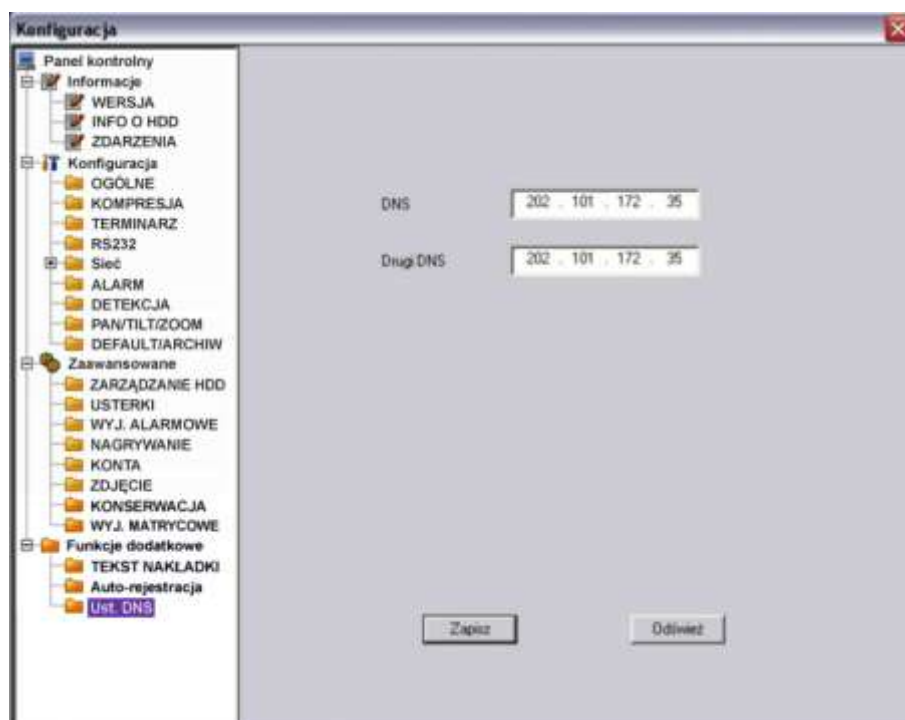 Konfiguracja
Panel kontrolny
Informacje
WERSJA
INFO O HDD
ZDARZENIA
Konfiguracja
OGÓLNE
KOMPRESJA
TERMINARZ
RS232
Sieć
ALARM
DETEKCJA
PAN/TILT/ZOOM
DEFAULT/ARCHIW
Zaawansowane
ZARZĄDZANIE HDD
USTERKI
WYJ. ALARMOWE
NAGRYWANIE
KONTA
ZDJĘCIE
KONSERWACJA
WYJ. MATRYCOWE
Funkcje dodatkowe
TEKST NAKŁADKI
Auto-rejestracja
Ust. DNS
DNS 202 . 101 . 172 . 35
Drugi DNS 202 . 101 . 172 . 35
Zapisz Odśwież